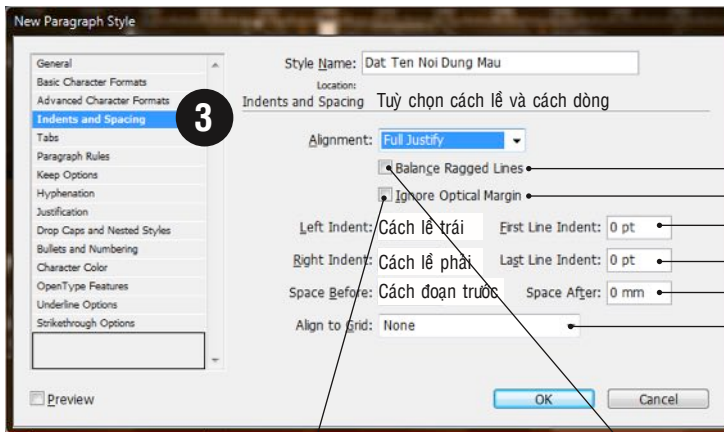 New Paragraph Style
General
Basic Character Formats
Advanced Character Formats
Indents and Spacing
Tabs
Paragraph Rules
Keep Options
Hyphenation
Justification
Drop Caps and Nested Styles
Bullets and Numbering
Character Color
OpenType Features
Underline Options
Strikethrough Options
3
Style Name: Dat Ten Noi Dung Mau
Location:
Indents and Spacing Tuỳ chọn cách lề và cách dòng
Alignment: Full Justify
Balance Ragged Lines
Ignore Optical Margin
Left Indent: Cách lề trái First Line Indent: 0 pt
Right Indent: Cách lề phải Last Line Indent: 0 pt
Space Before: Cách đoạn trước Space After: 0 mm
Align to Grid: None
Preview
OK Cancel